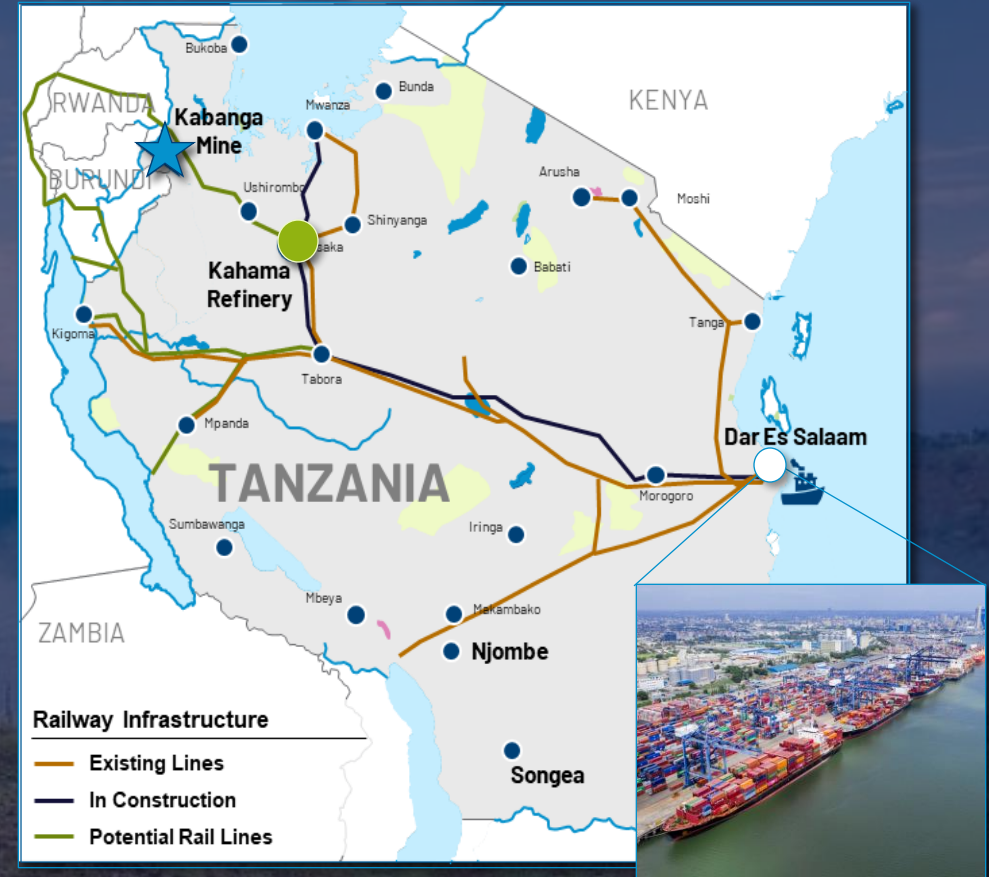 Bukoba
Bunda
RWANDA
KENYA
Mwanza
Kabanga
Mine
BURUNDI
Arusha
Ushirombo
Moshi
Shinyanga
saka
Babati
Kahama
Refinery
Kigoma
Tanga
Tabora
Mpanda
Dar Es Salaam
TANZANIA
Morogoro
Sumbawanga
Iringa
Mbeya
Makambako
ZAMBIA
Njombe
Railway Infrastructure
Existing Lines
Songea
In Construction
Potential Rail Lines